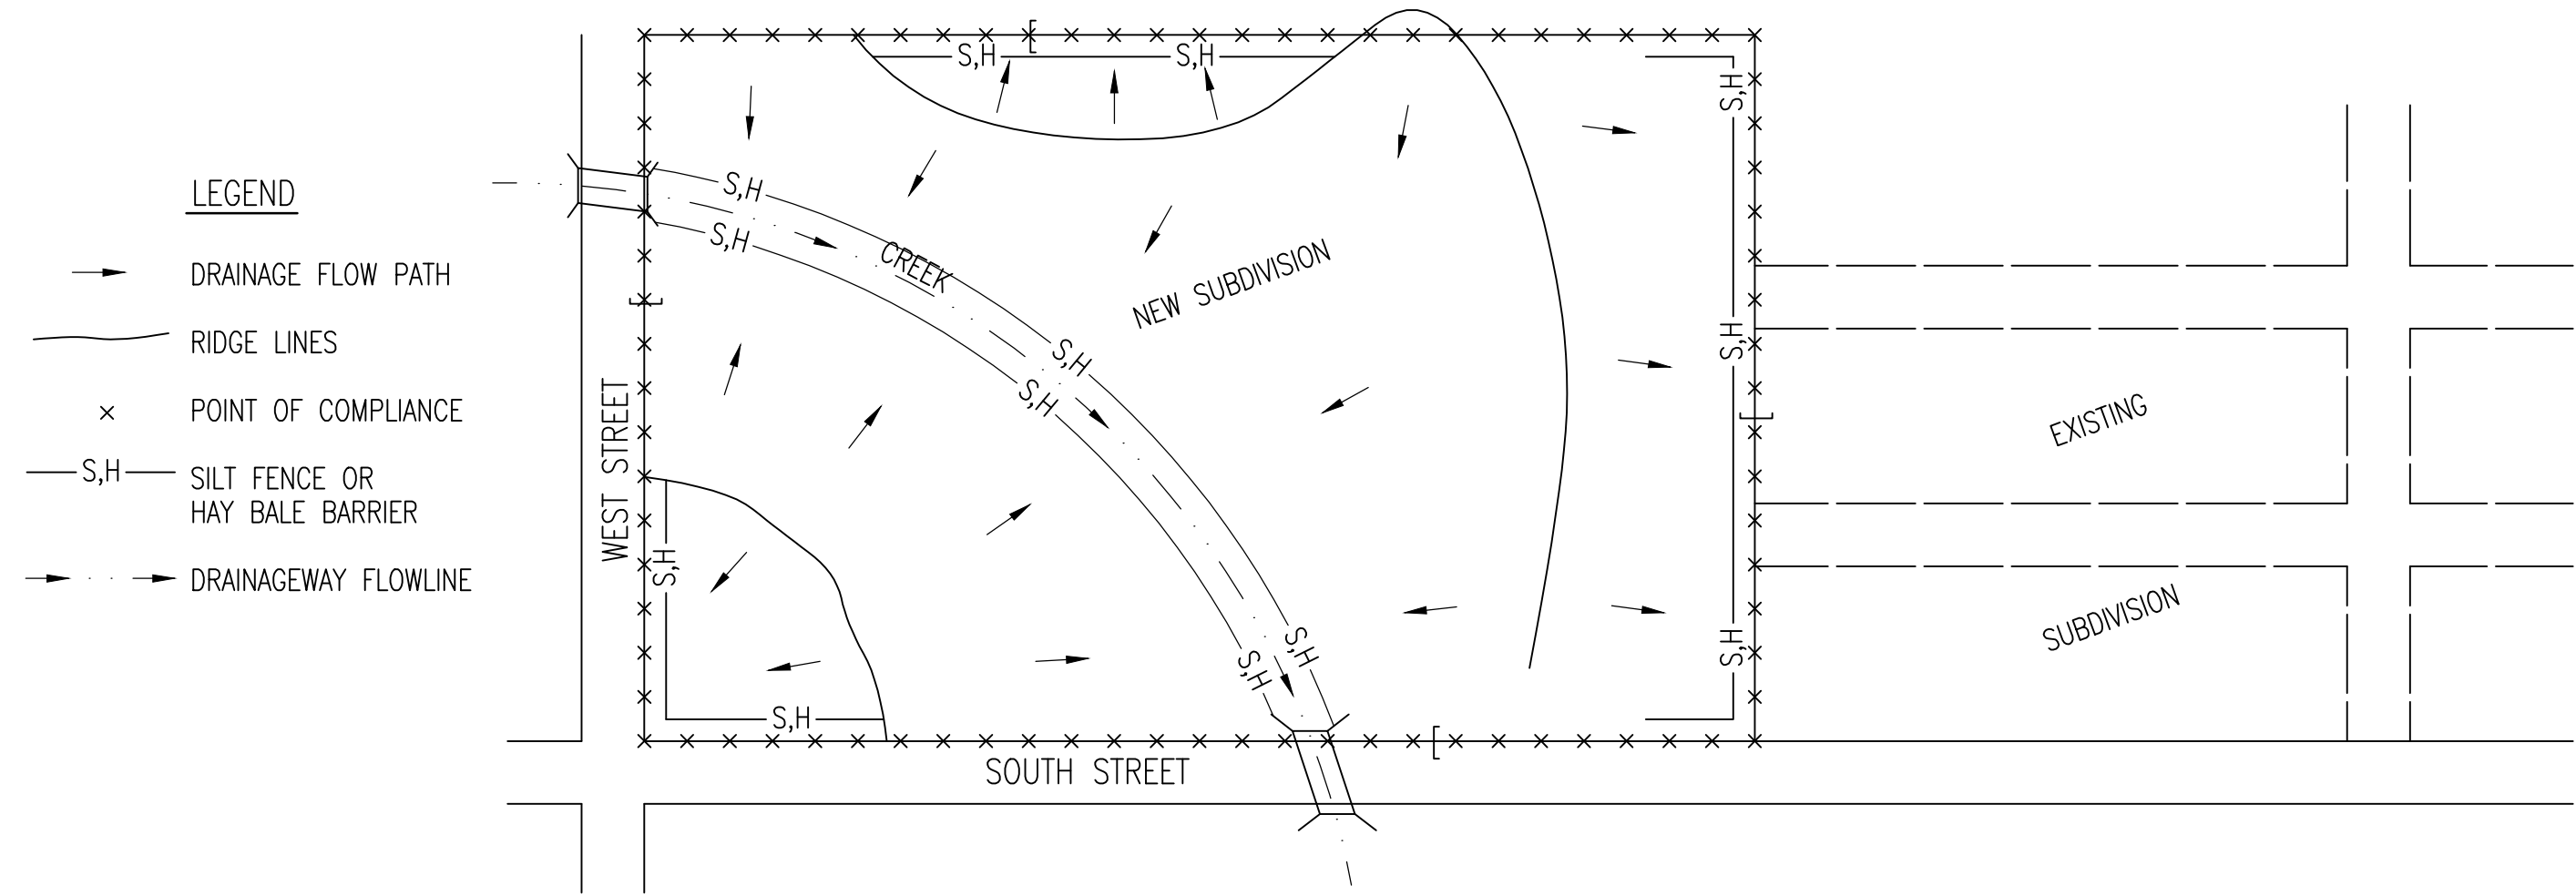 LEGEND
DRAINAGE FLOW PATH
RIDGE LINES
POINT OF COMPLIANCE
S,H
SILT FENCE OR
HAY BALE BARRIER
DRAINAGEWAY FLOWLINE
S,H
S,H
S,H
S,H
S,H
CREEK
NEW SUBDIVISION
S,H
S,H
S,H
WEST STREET
EXISTING
S,H
S,H
S,H
S,H
SUBDIVISION
S,H
SOUTH STREET